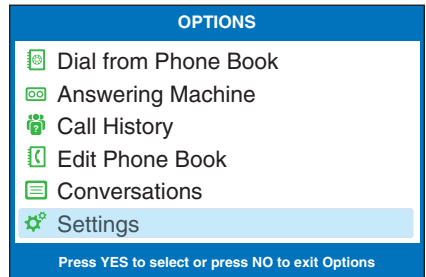 OPTIONS
Dial from Phone Book
Answering Machine
Call History
Edit Phone Book
Conversations
Settings
Press YES to select or press NO to exit Options